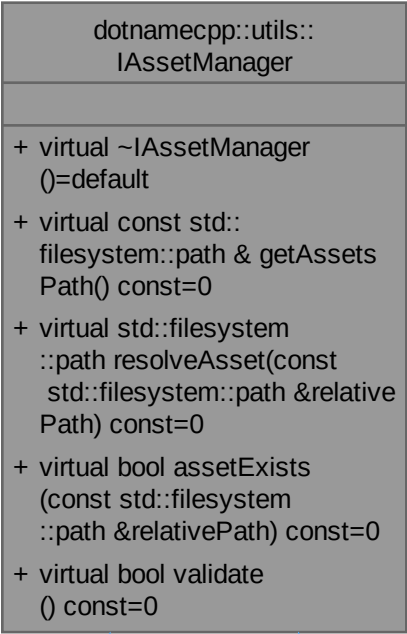 dotnamecpp::utils::
IAssetManager
+ virtual ~IAssetManager
()=default
+ virtual const std::
filesystem::path & getAssets
Path() const=0
+ virtual std::filesystem
::path resolveAsset(const
std::filesystem::path &relative
Path) const=0
+ virtual bool assetExists
(const std::filesystem
::path &relativePath) const=0
+ virtual bool validate
() const=0